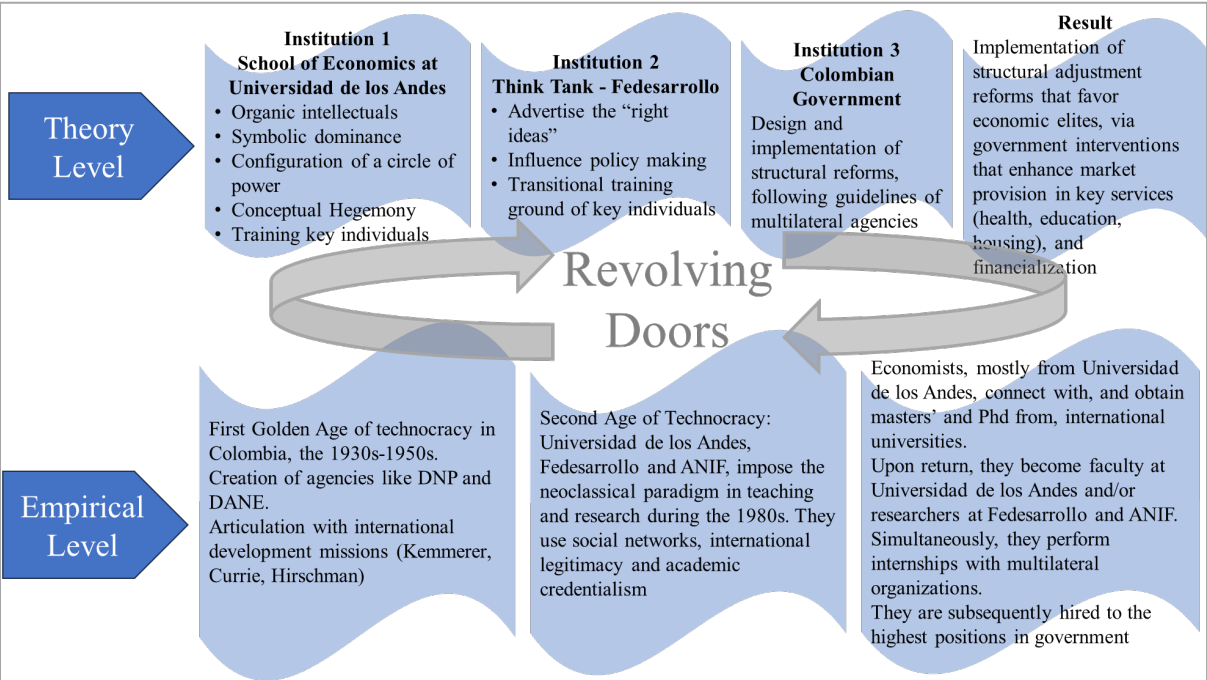 Theory
Level
Institution 1
School of Economics at
Universidad de los Andes
• Organic intellectuals
• Symbolic dominance
• Configuration of a circle of
power
• Conceptual Hegemony
• Training key individuals
Institution 2
Think Tank - Fedesarrollo
• Advertise the “right
ideas”
• Influence policy making
• Transitional training
ground of key individuals
Institution 3
Colombian
Government
Design and
implementation of
structural reforms,
following guidelines of
multilateral agencies
Result
Implementation of
structural adjustment
reforms that favor
economic elites, via
government interventions
that enhance market
provision in key services
(health, education,
housing), and
financialization
Revolving
Doors
Empirical
Level
First Golden Age of technocracy in
Colombia, the 1930s-1950s.
Creation of agencies like DNP and
DANE.
Articulation with international
development missions (Kemmerer,
Currie, Hirschman)
Second Age of Technocracy:
Universidad de los Andes,
Fedesarrollo and ANIF, impose the
neoclassical paradigm in teaching
and research during the 1980s. They
use social networks, international
legitimacy and academic
credentialism
Economists, mostly from Universidad
de los Andes, connect with, and obtain
masters’ and Phd from, international
universities.
Upon return, they become faculty at
Universidad de los Andes and/or
researchers at Fedesarrollo and ANIF.
Simultaneously, they perform
internships with multilateral
organizations.
They are subsequently hired to the
highest positions in government